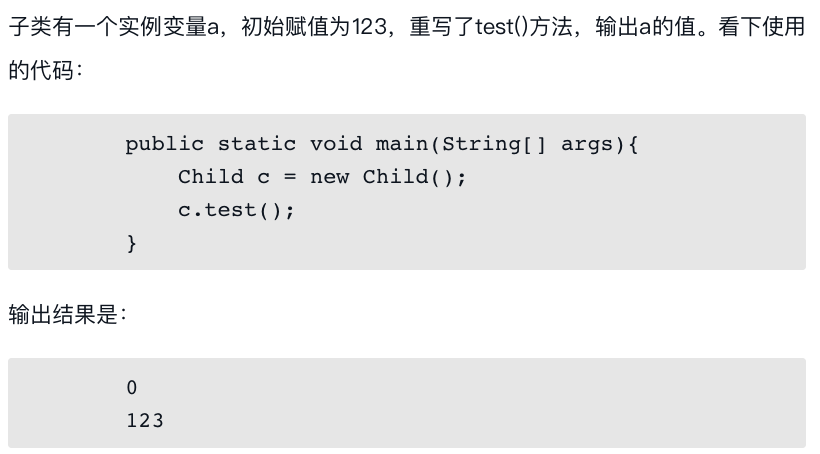 子类有一个实例变量a，初始赋值为123，重写了test()方法，输出a的值。看下使用
的代码：
public static void main(String[] args){
    Child c = new Child();
    c.test();
}
输出结果是：
0
123